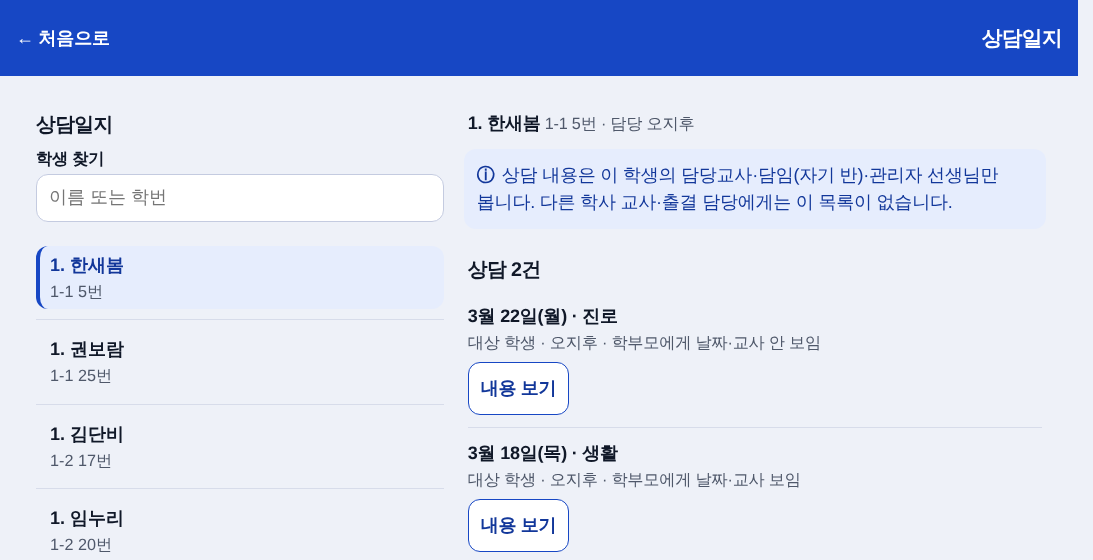 ← 처음으로
상담일지
상담일지
학생 찾기
이름 또는 학번
1. 한새봄
1-1 5번
1. 권보람
1-1 25번
1. 김단비
1-2 17번
1. 임누리
1-2 20번
1. 한새봄 1-1 5번 · 담당 오지후
ⓘ 상담 내용은 이 학생의 담당교사·담임(자기 반)·관리자 선생님만
봅니다. 다른 학사 교사·출결 담당에게는 이 목록이 없습니다.
상담 2건
3월 22일(월) · 진로
대상 학생 · 오지후 · 학부모에게 날짜·교사 안 보임
내용 보기
3월 18일(목) · 생활
대상 학생 · 오지후 · 학부모에게 날짜·교사 보임
내용 보기